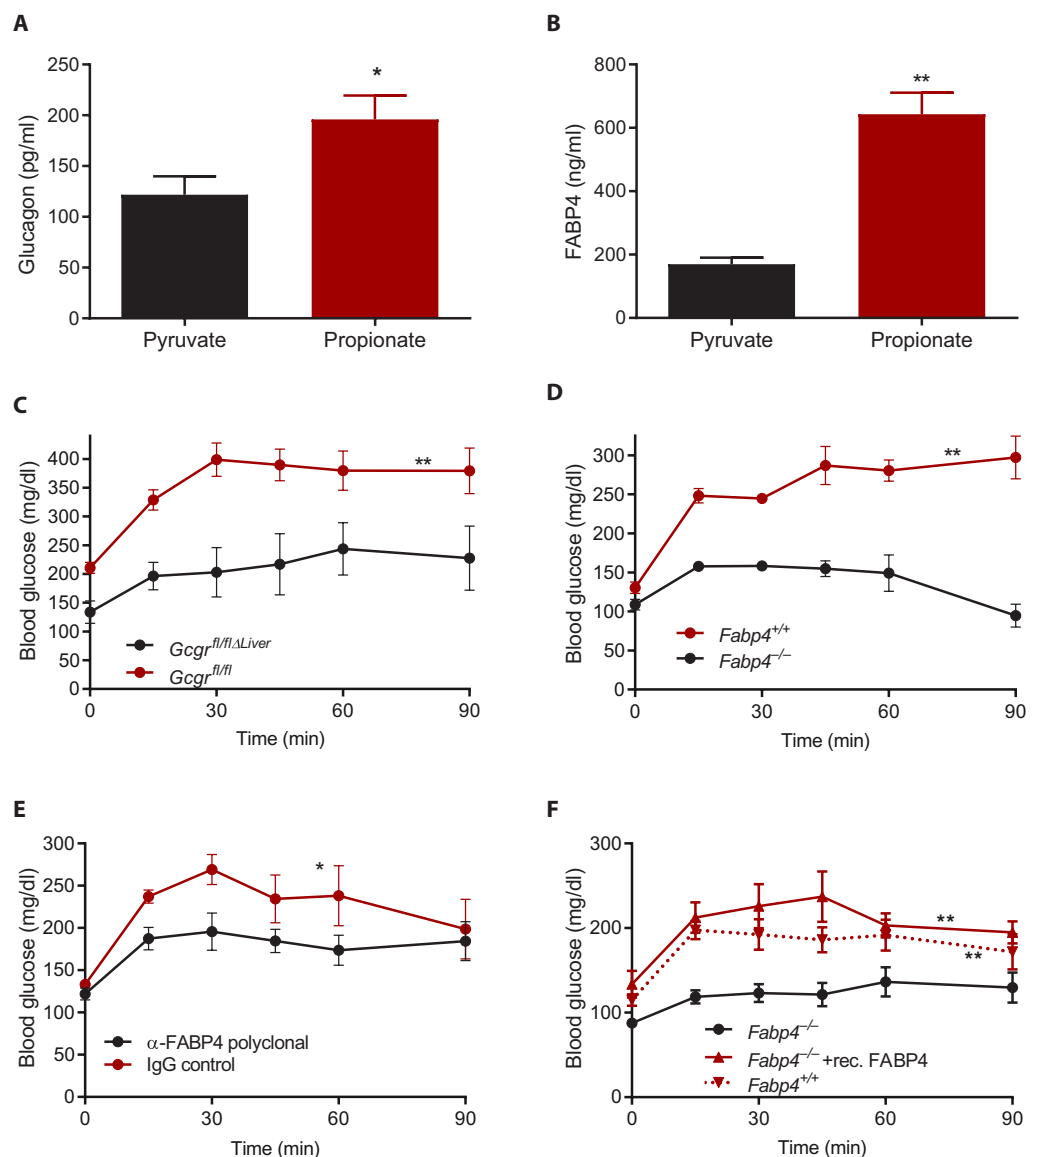 A
Glucagon (pg/ml)
250
200
150
100
50
0
*
Pyruvate Propionate
B
FABP4 (ng/ml)
800
600
400
200
0
**
Pyruvate Propionate
C
Blood glucose (mg/dl)
400
350
300
250
200
150
100
50
0
**
Gcgr^fl/flΔLiver
Gcgr^fl/fl
0 30 60 90
Time (min)
D
Blood glucose (mg/dl)
300
250
200
150
100
50
0
**
Fabp4^+/+
Fabp4^−/−
0 30 60 90
Time (min)
E
Blood glucose (mg/dl)
300
250
200
150
100
50
0
*
α-FABP4 polyclonal
IgG control
0 30 60 90
Time (min)
F
Blood glucose (mg/dl)
300
200
100
0
**
**
Fabp4^−/−
Fabp4^−/− +rec. FABP4
Fabp4^+/+
0 30 60 90
Time (min)